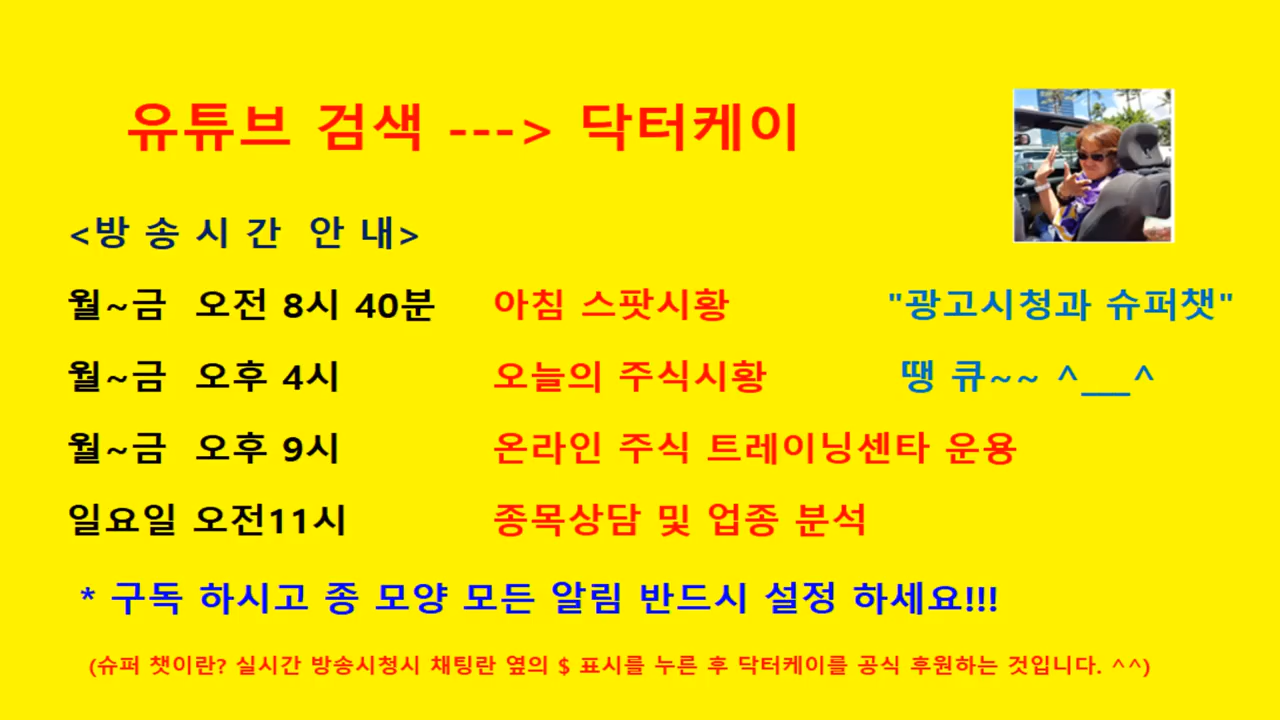 유튜브 검색 ---> 닥터케이
<방 송 시 간 안 내>
월~금 오전 8시 40분 아침 스팟시황 "광고시청과 슈퍼챗"
월~금 오후 4시 오늘의 주식시황 땡 큐~~ ^___^
월~금 오후 9시 온라인 주식 트레이닝센타 운용
일요일 오전11시 종목상담 및 업종 분석
* 구독 하시고 종 모양 모든 알림 반드시 설정 하세요!!!
(슈퍼 챗이란? 실시간 방송시청시 채팅란 옆의 $ 표시를 누른 후 닥터케이를 공식 후원하는 것입니다. ^^)